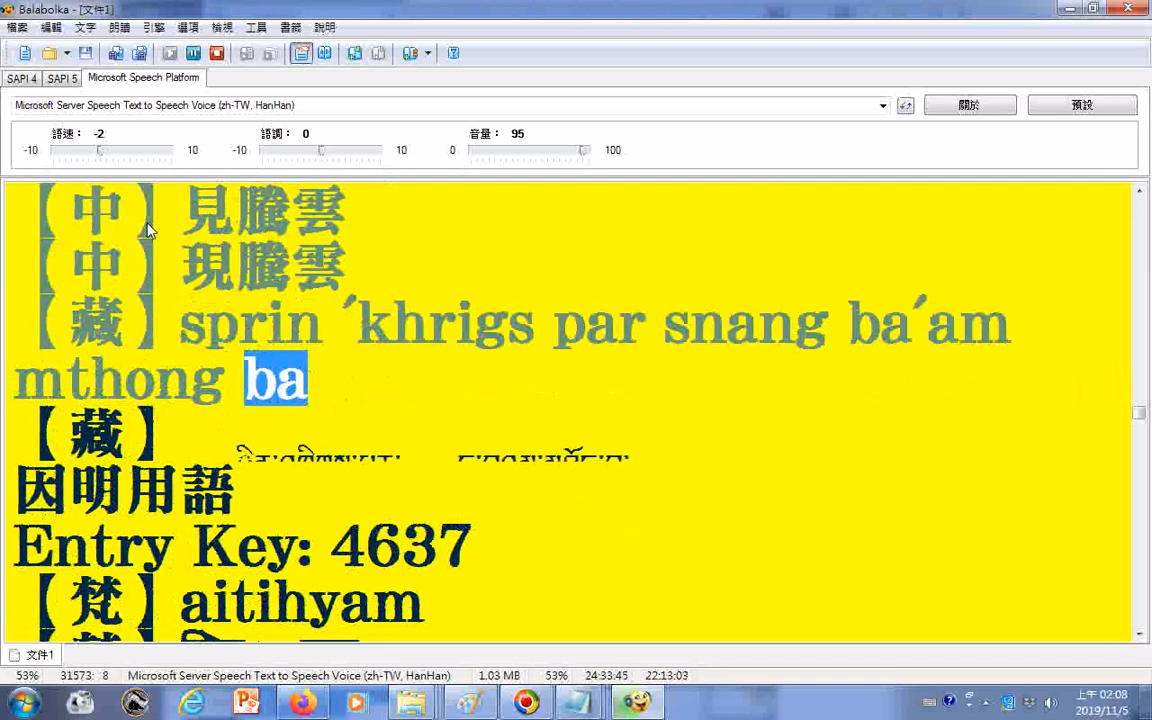 Balabolka - [文件1]
檔案 編輯 文字 朗讀 引擎 選項 檢視 工具 書籤 說明
SAPI 4 SAPI 5 Microsoft Speech Platform
Microsoft Server Speech Text to Speech Voice (zh-TW, HanHan) 關於 預設
語速： -2 語調： 0 音量： 95
-10 10 -10 10 0 100
【中】見騰雲
【中】現騰雲
【藏】sprin ´khrigs par snang ba´am
mthong ba
【藏】
因明用語
Entry Key: 4637
【梵】aitihyam
文件1
53% 31573: 8 Microsoft Server Speech Text to Speech Voice (zh-TW, HanHan) 1.03 MB 53% 24:33:45 22:13:03
上午 02:08
2019/11/5